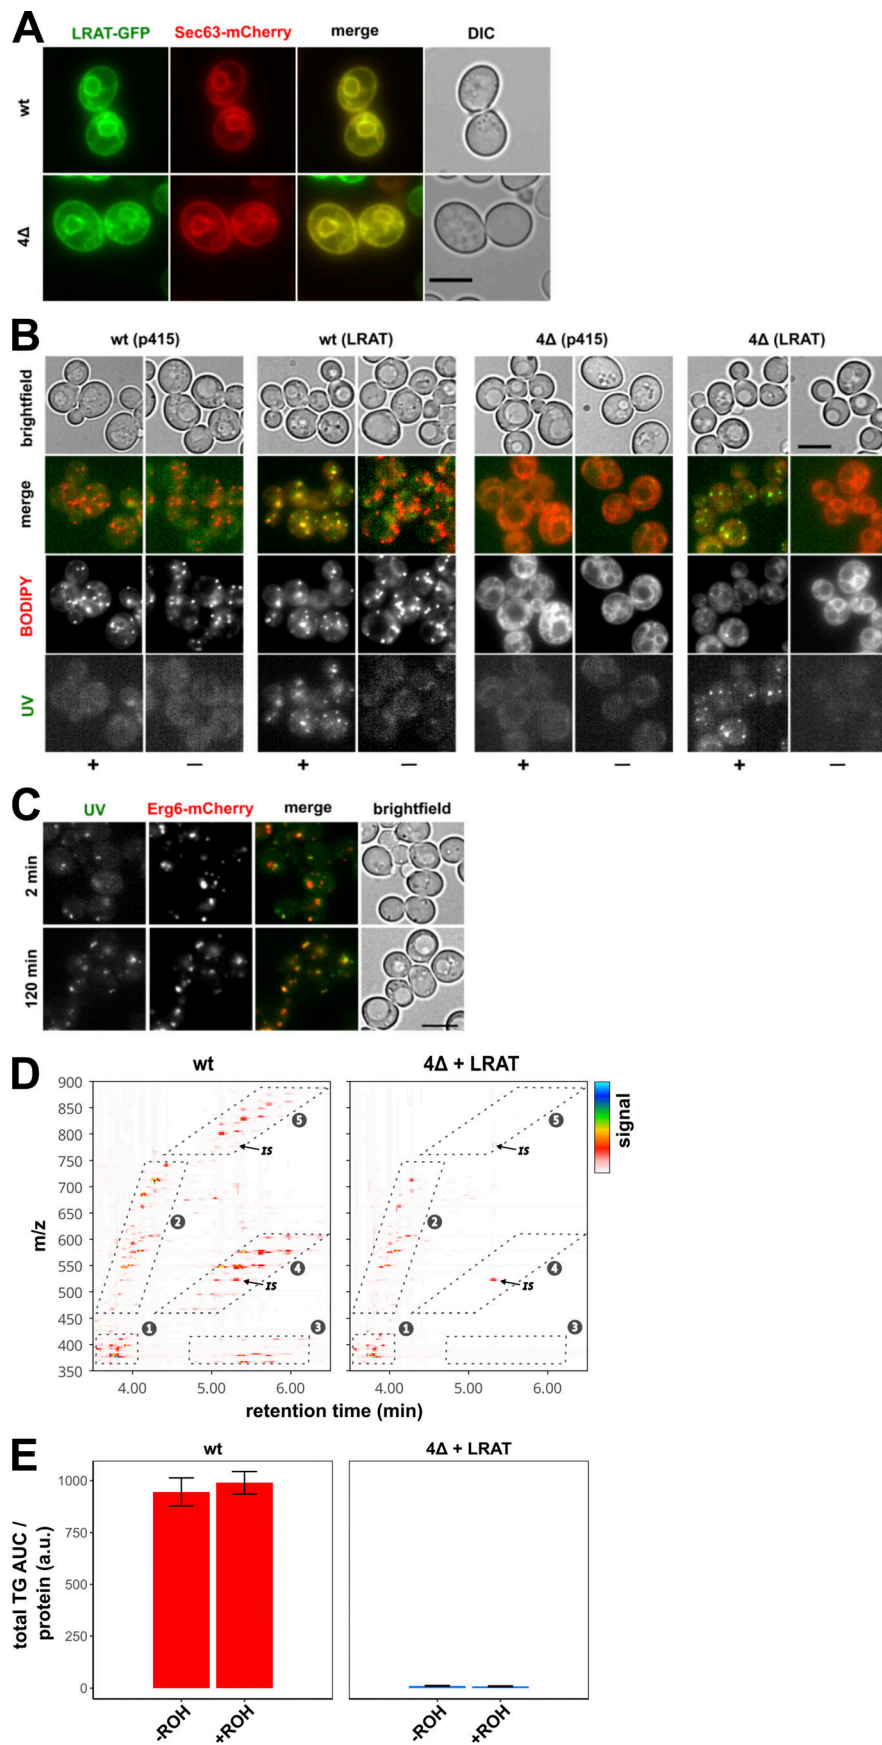 A
LRAT-GFP Sec63-mCherry merge DIC
wt
4Δ
B
wt (p415) wt (LRAT) 4Δ (p415) 4Δ (LRAT)
brightfield
merge
BODIPY
UV
+ — + — + — + —
C
UV Erg6-mCherry merge brightfield
2 min
120 min
D
wt 4Δ + LRAT
900
850
800
750
700
650
600
550
500
450
400
350
m/z
5 IS 2 4 IS 1 3
5 IS 2 4 IS 1 3
signal
4.00 5.00 6.00 4.00 5.00 6.00
retention time (min)
E
wt 4Δ + LRAT
1000
750
500
250
0
total TG AUC /
protein (a.u.)
-ROH +ROH -ROH +ROH